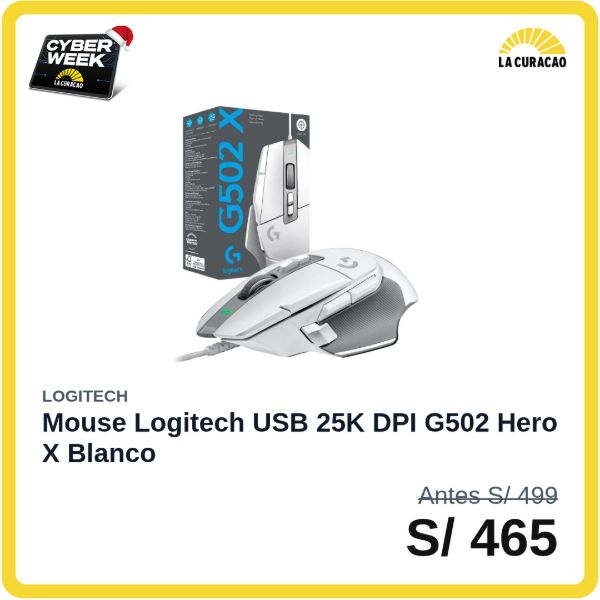 CYBER
WEEK
LA CURACAO
LA CURACAO
G502 X
logitech
LOGITECH
Mouse Logitech USB 25K DPI G502 Hero
X Blanco
Antes S/ 499
S/ 465